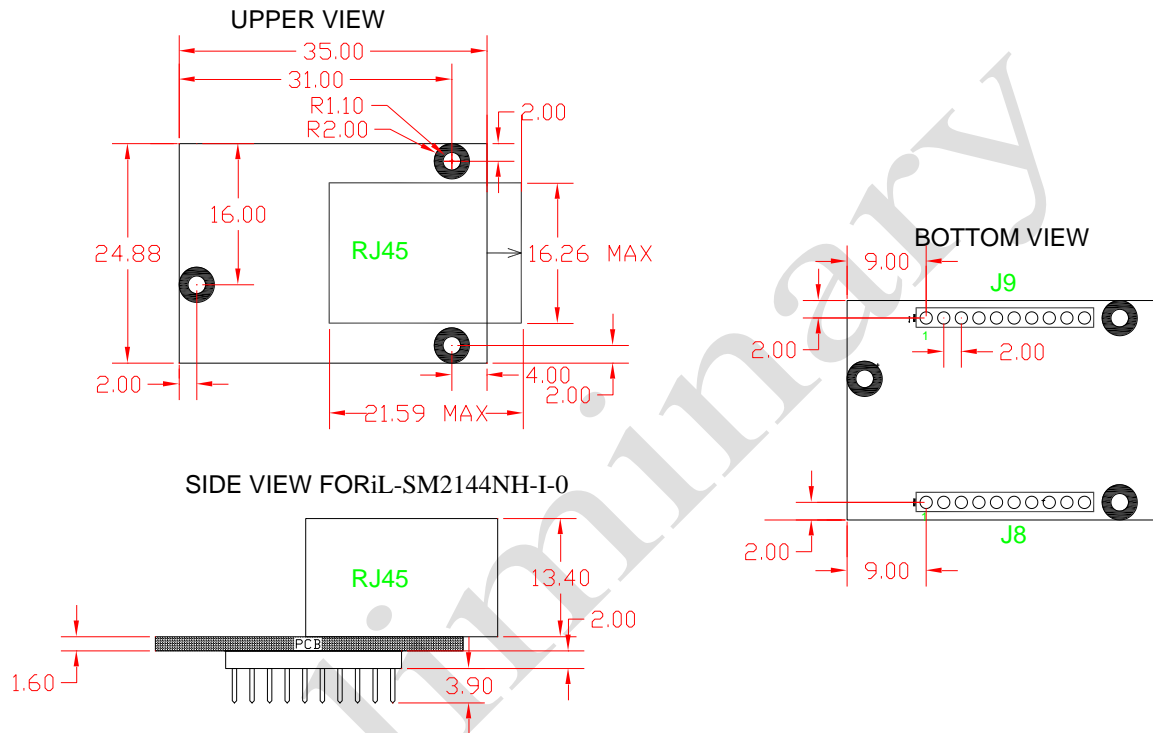 UPPER VIEW
35.00
31.00
R1.10
R2.00
2.00
16.00
24.88
RJ45
16.26 MAX
2.00
4.00
2.00
21.59 MAX
BOTTOM VIEW
9.00
J9
1
2.00
2.00
1
J8
2.00
9.00
SIDE VIEW FORiL-SM2144NH-I-0
RJ45
13.40
2.00
PCB
1.60
3.90
liminary